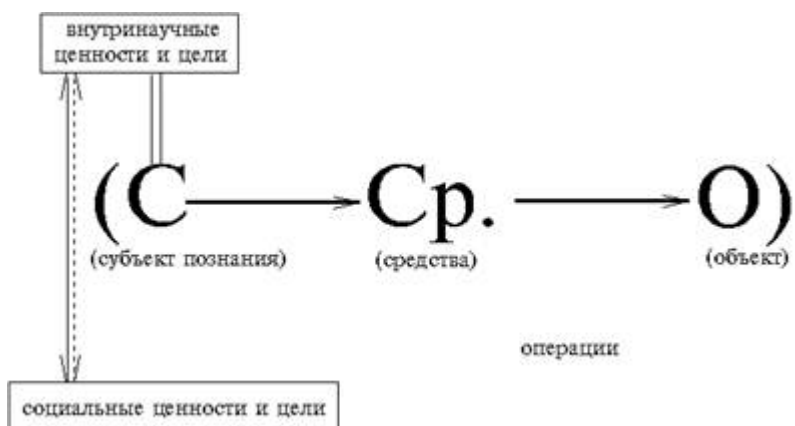 внутринаучные
ценности и цели
(С Ср. О)
(субъект познания) (средства) (объект)
операции
социальные ценности и цели